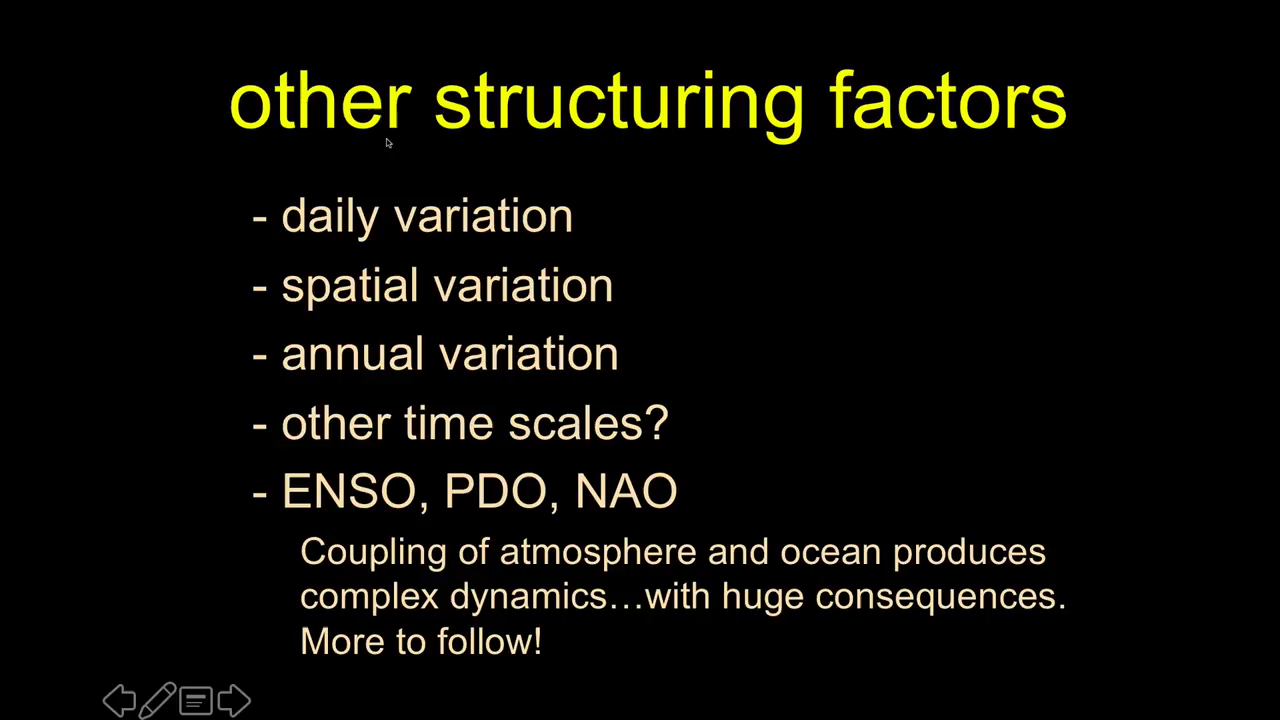 other structuring factors
- daily variation
- spatial variation
- annual variation
- other time scales?
- ENSO, PDO, NAO
Coupling of atmosphere and ocean produces
complex dynamics…with huge consequences.
More to follow!